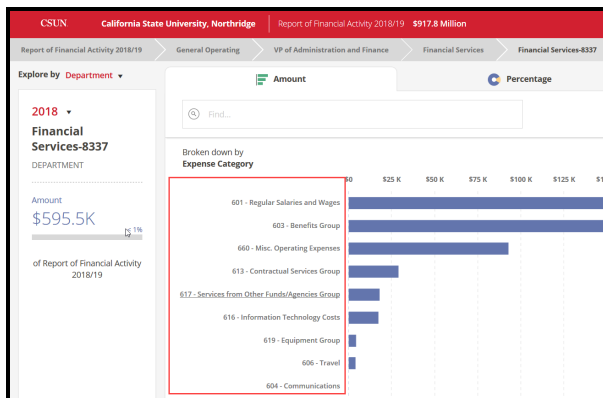 CSUN California State University, Northridge Report of Financial Activity 2018/19 $917.8 Million
Report of Financial Activity 2018/19 General Operating VP of Administration and Finance Financial Services Financial Services-8337
Explore by Department
Amount Percentage
2018
Financial
Services-8337
DEPARTMENT
Amount
$595.5K
< 1%
of Report of Financial Activity
2018/19
Find...
Broken down by
Expense Category
$0 $25 K $50 K $75 K $100 K $125 K
601 - Regular Salaries and Wages
603 - Benefits Group
660 - Misc. Operating Expenses
613 - Contractual Services Group
617 - Services from Other Funds/Agencies Group
616 - Information Technology Costs
619 - Equipment Group
606 - Travel
604 - Communications